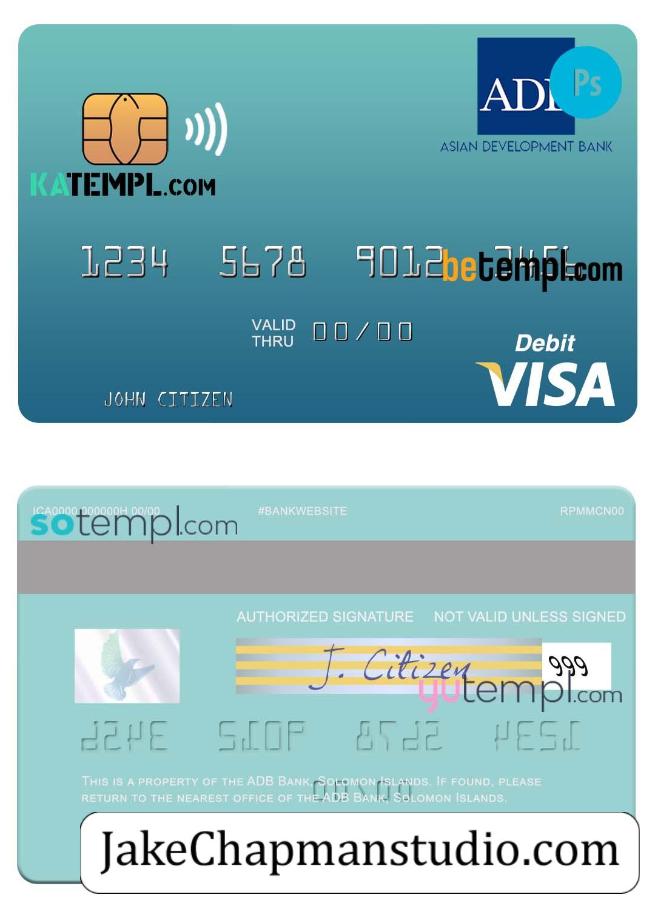 ADB
Ps
ASIAN DEVELOPMENT BANK
KATEMPL.COM
1234 5678 9012 3456
betempl.com
VALID
THRU
00/00
Debit
VISA
JOHN CITIZEN
ICA0000 000000H 00/00
#BANKWEBSITE
RPMMCN00
sotempl.com
AUTHORIZED SIGNATURE
NOT VALID UNLESS SIGNED
J. Citizen
999
yutempl.com
THIS IS A PROPERTY OF THE ADB BANK, SOLOMON ISLANDS. IF FOUND, PLEASE
RETURN TO THE NEAREST OFFICE OF THE ADB BANK, SOLOMON ISLANDS.
JakeChapmanstudio.com